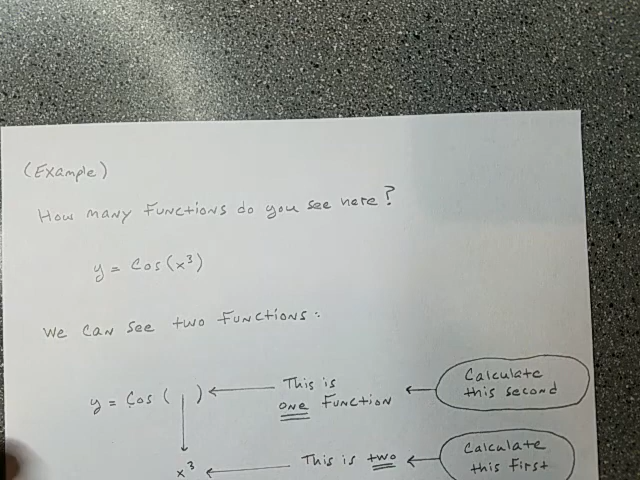 (Example)
How many Functions do you see here?
y = Cos(x³)
We can see two Functions:
y = Cos ( ) ← This is one Function ← Calculate this second
x³ ← This is two ← Calculate this First